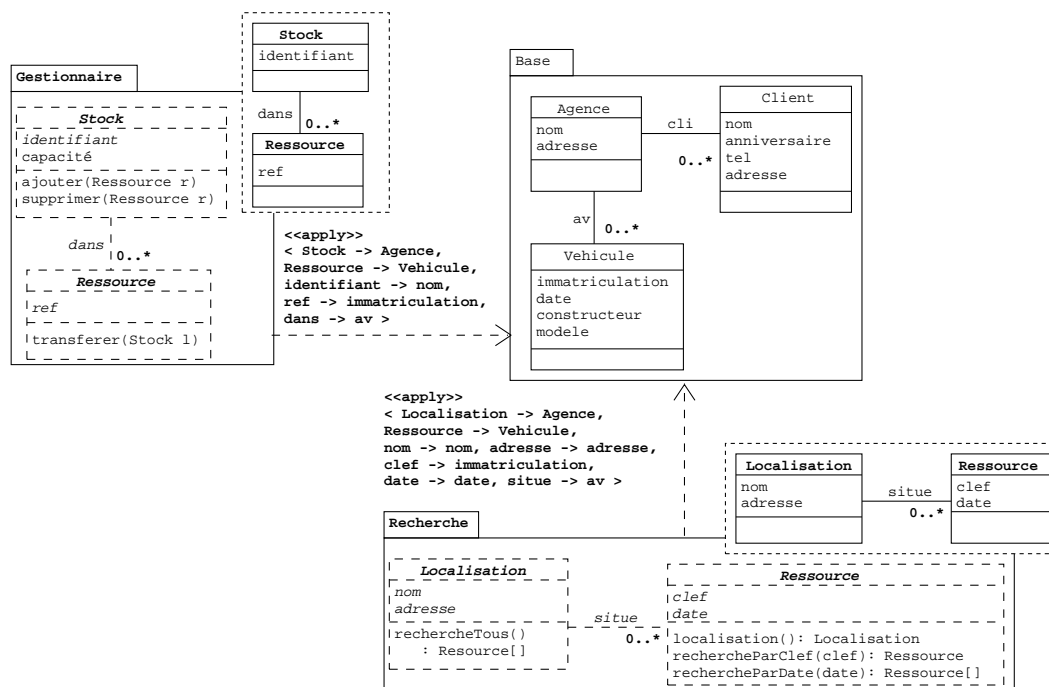 Stock
identifiant
dans
0..*
Ressource
ref
Gestionnaire
Stock
identifiant
capacité
ajouter(Ressource r)
supprimer(Ressource r)
dans
0..*
Ressource
ref
transferer(Stock l)
<<apply>>
< Stock -> Agence,
Ressource -> Vehicule,
identifiant -> nom,
ref -> immatriculation,
dans -> av >
Base
Agence
nom
adresse
cli
0..*
Client
nom
anniversaire
tel
adresse
av
0..*
Vehicule
immatriculation
date
constructeur
modele
<<apply>>
< Localisation -> Agence,
Ressource -> Vehicule,
nom -> nom, adresse -> adresse,
clef -> immatriculation,
date -> date, situe -> av >
Localisation
nom
adresse
situe
0..*
Ressource
clef
date
Recherche
Localisation
nom
adresse
rechercheTous()
: Resource[]
situe
0..*
Ressource
clef
date
localisation(): Localisation
rechercheParClef(clef): Ressource
rechercheParDate(date): Resource[]